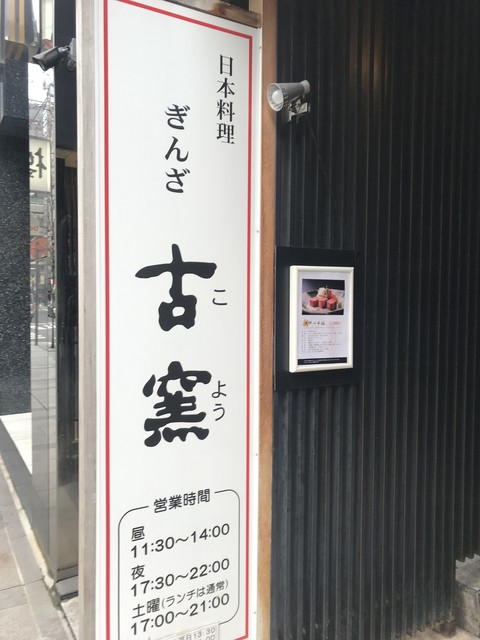 日本料理
ぎんざ
古窯
こ
よう
営業時間
昼
11:30～14:00
夜
17:30～22:00
土曜(ランチは通常)
17:00～21:00